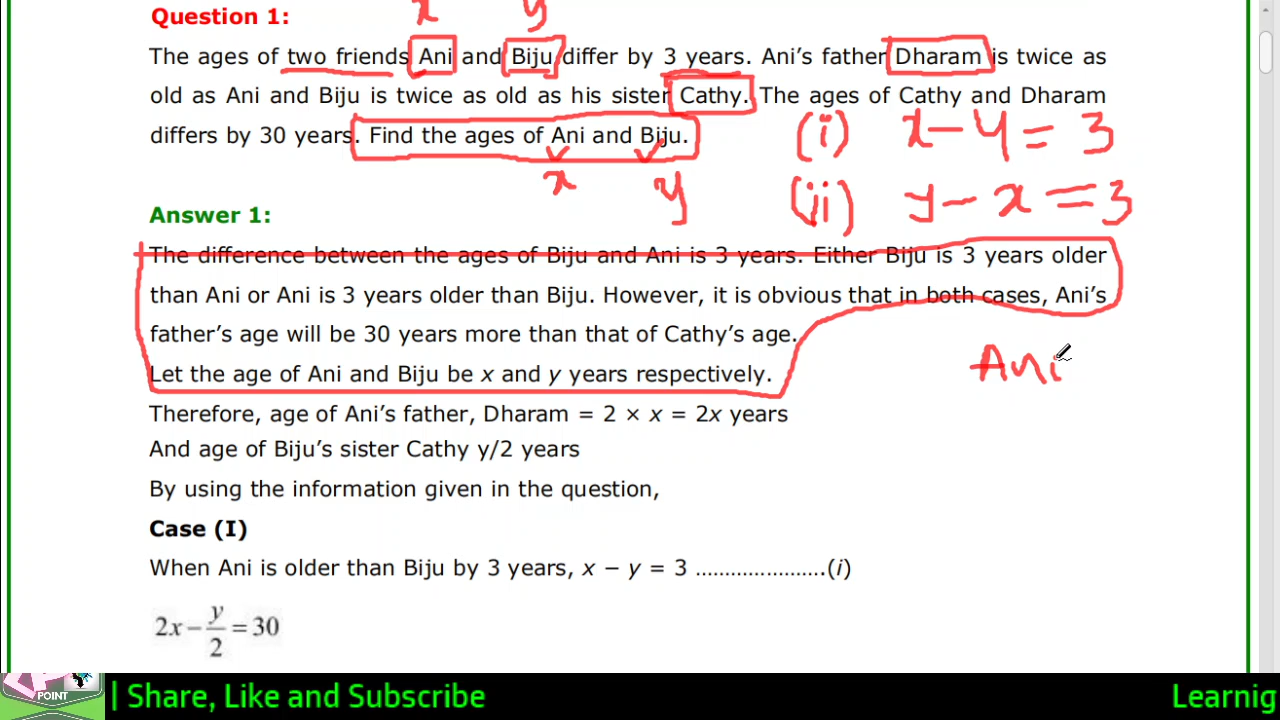 x y
Question 1:
The ages of two friends Ani and Biju differ by 3 years. Ani's father Dharam is twice as
old as Ani and Biju is twice as old as his sister Cathy. The ages of Cathy and Dharam
differs by 30 years. Find the ages of Ani and Biju.
(i) x - y = 3
x y
(ii) y - x = 3
Answer 1:
The difference between the ages of Biju and Ani is 3 years. Either Biju is 3 years older
than Ani or Ani is 3 years older than Biju. However, it is obvious that in both cases, Ani's
father's age will be 30 years more than that of Cathy's age.
Ani
Let the age of Ani and Biju be x and y years respectively.
Therefore, age of Ani's father, Dharam = 2 × x = 2x years
And age of Biju's sister Cathy y/2 years
By using the information given in the question,
Case (I)
When Ani is older than Biju by 3 years, x − y = 3 ......................(i)
2x − y/2 = 30
POINT
| Share, Like and Subscribe
Learnig